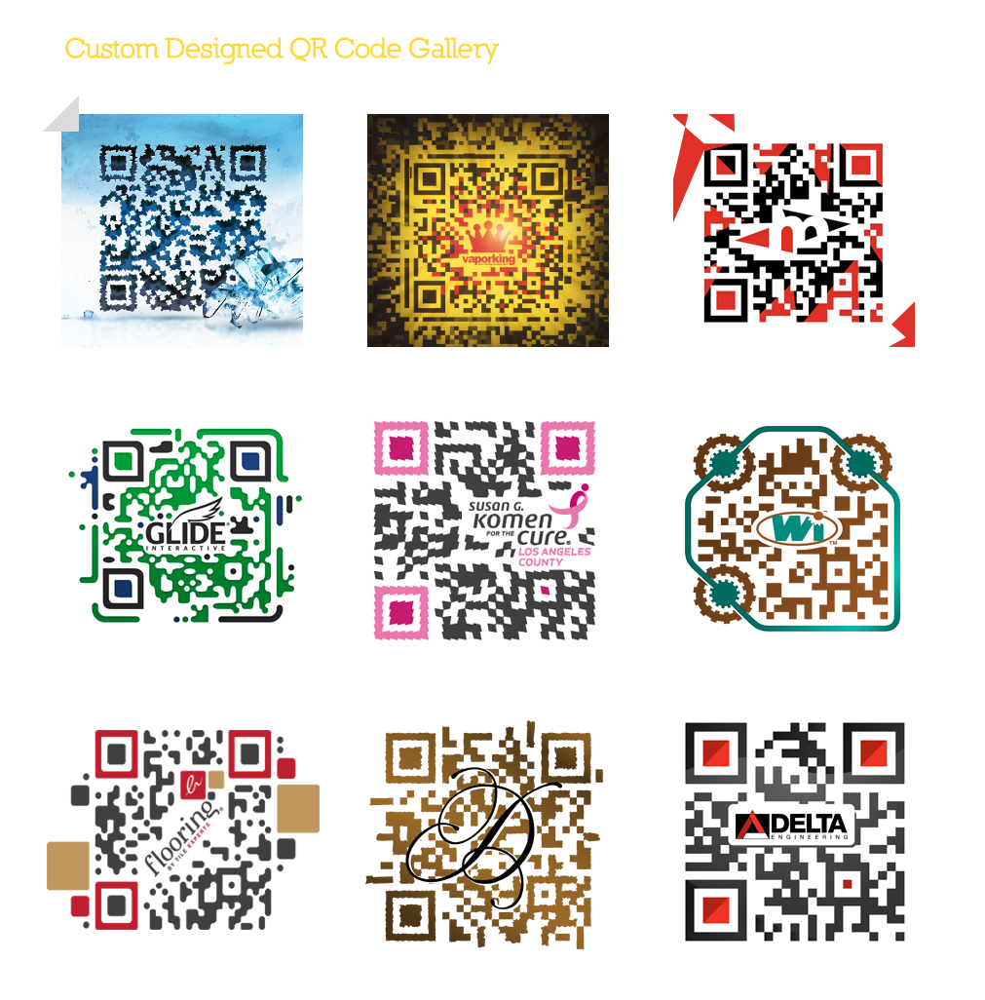 Custom Designed QR Code Gallery
vaporking
GLIDE
INTERACTIVE
SUSAN G.
Komen
FOR THE cure®
LOS ANGELES
COUNTY
Wi
TM
flooring®
BY TILE EXPERTS
D
DELTA
ENGINEERING